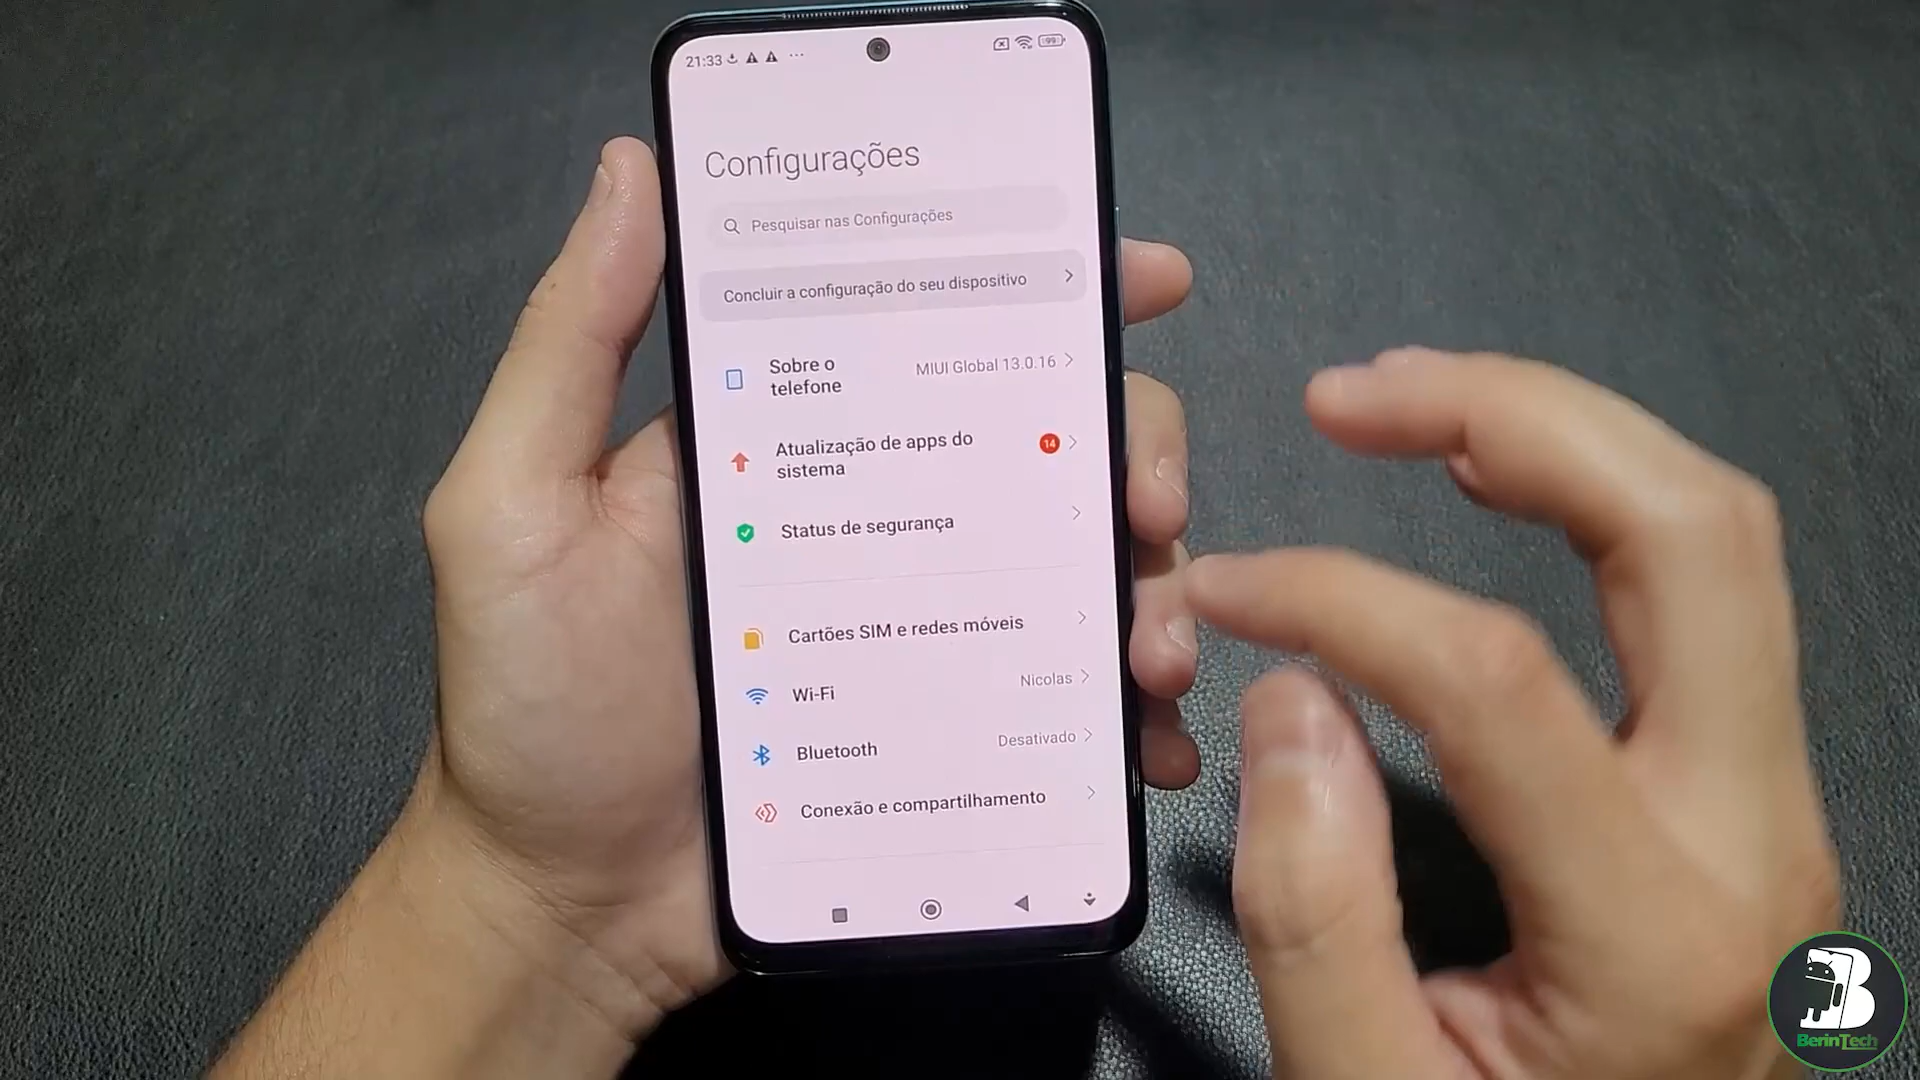 21:33
99
Configurações
Pesquisar nas Configurações
Concluir a configuração do seu dispositivo
Sobre o
telefone
MIUI Global 13.0.16
Atualização de apps do
sistema
14
Status de segurança
Cartões SIM e redes móveis
Wi-Fi
Nicolas
Bluetooth
Desativado
Conexão e compartilhamento
B
BerinTech